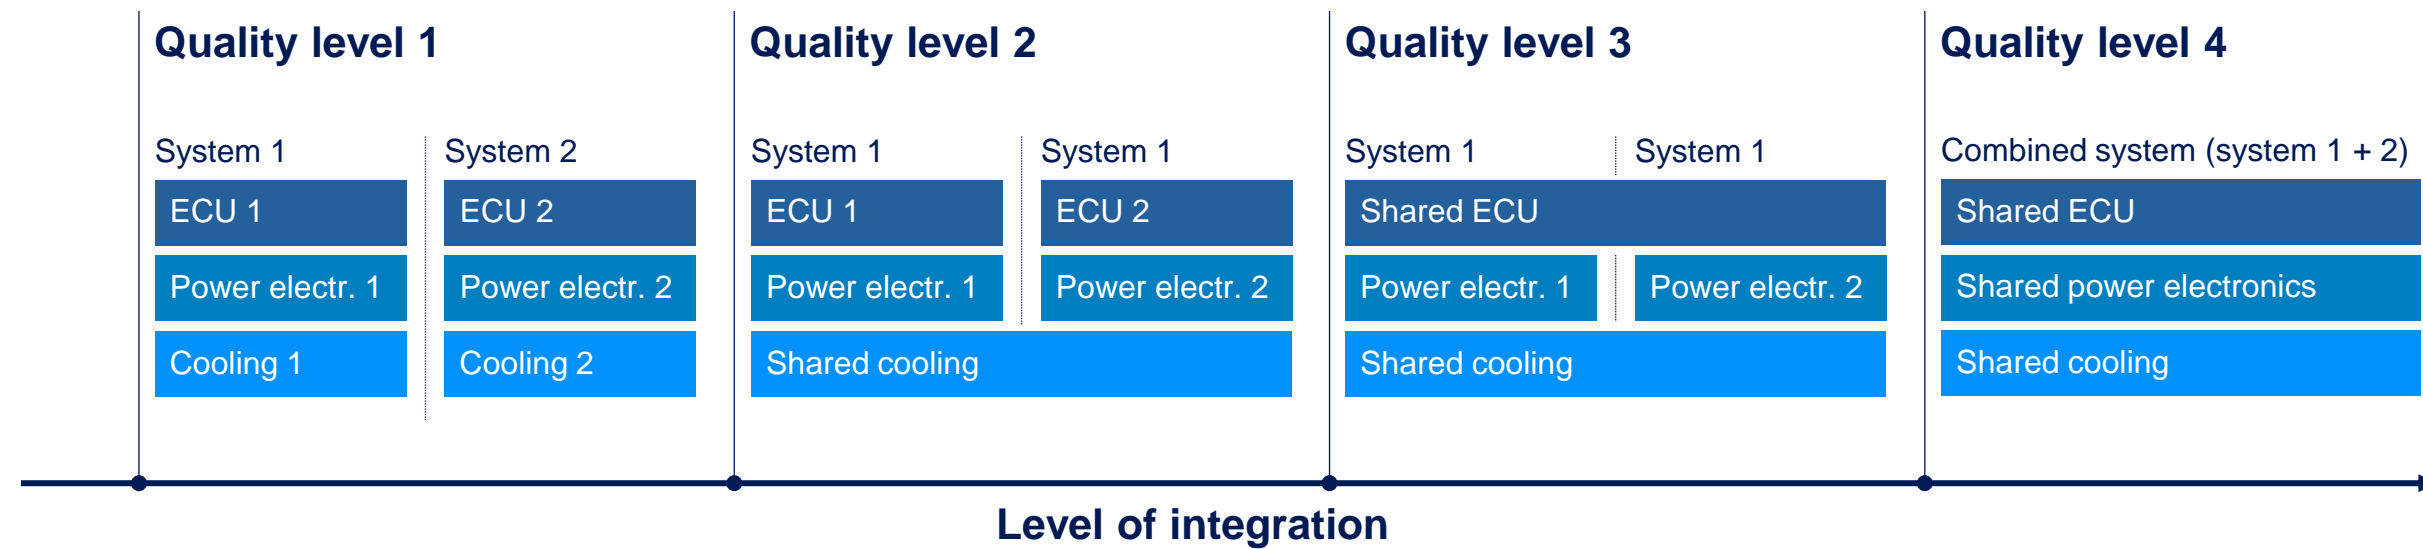 Quality level 1
System 1
System 2
ECU 1
ECU 2
Power electr. 1
Power electr. 2
Cooling 1
Cooling 2
Quality level 2
System 1
System 1
ECU 1
ECU 2
Power electr. 1
Power electr. 2
Shared cooling
Quality level 3
System 1
System 1
Shared ECU
Power electr. 1
Power electr. 2
Shared cooling
Quality level 4
Combined system (system 1 + 2)
Shared ECU
Shared power electronics
Shared cooling
Level of integration